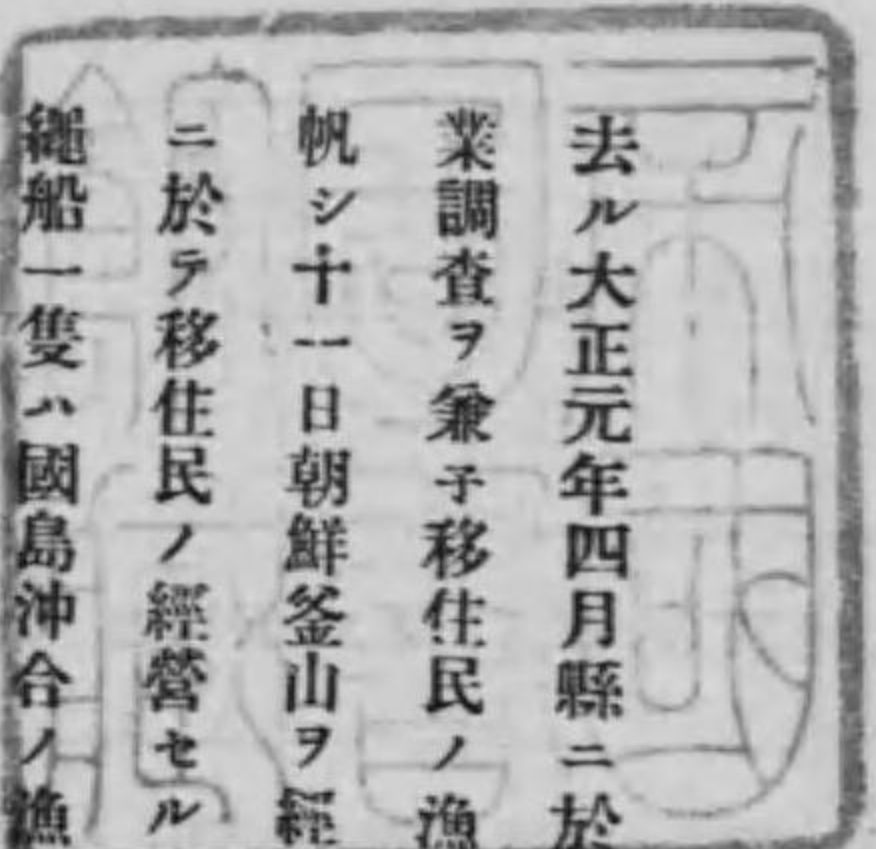 去ル大正元年四月縣ニ於
業調査ヲ兼子移住民ノ漁
帆シ十一日朝鮮釜山ヲ經
ニ於テ移住民ノ經營セル
繩船一隻ハ國島沖合ノ漁